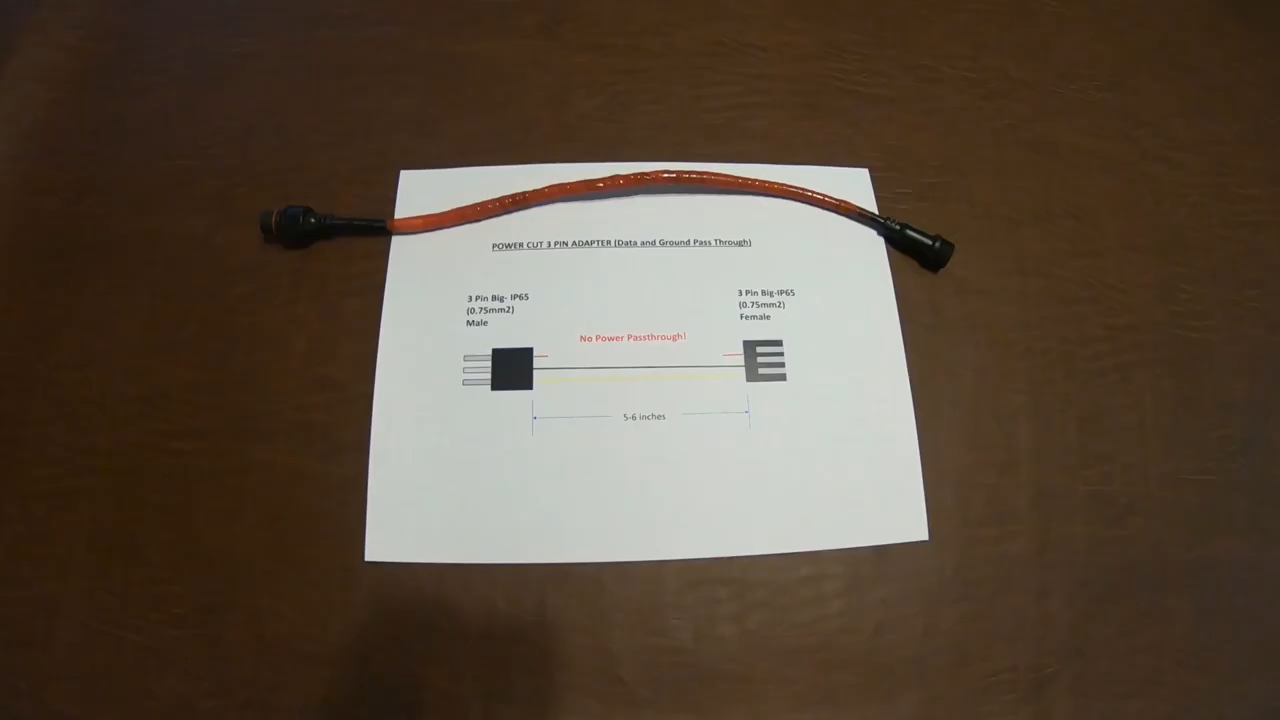 POWER CUT 3 PIN ADAPTER (Data and Ground Pass Through)
3 Pin Big- IP65
(0.75mm2)
Male
3 Pin Big-IP65
(0.75mm2)
Female
No Power Passthrough!
5-6 inches